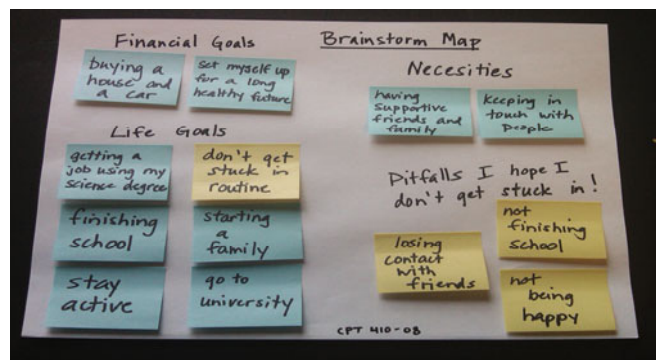 Brainstorm Map
Financial Goals
buying a
house and
a car
set myself up
for a long
healthy future
Life Goals
getting a
job using my
science degree
don't get
stuck in
routine
finishing
school
starting
a
family
stay
active
go to
university
Necesities
having
supportive
friends and
family
keeping in
touch with
people
Pitfalls I hope I
don't get stuck in!
losing
contact
with
friends
not
finishing
school
not
being
happy
CPT 410-08